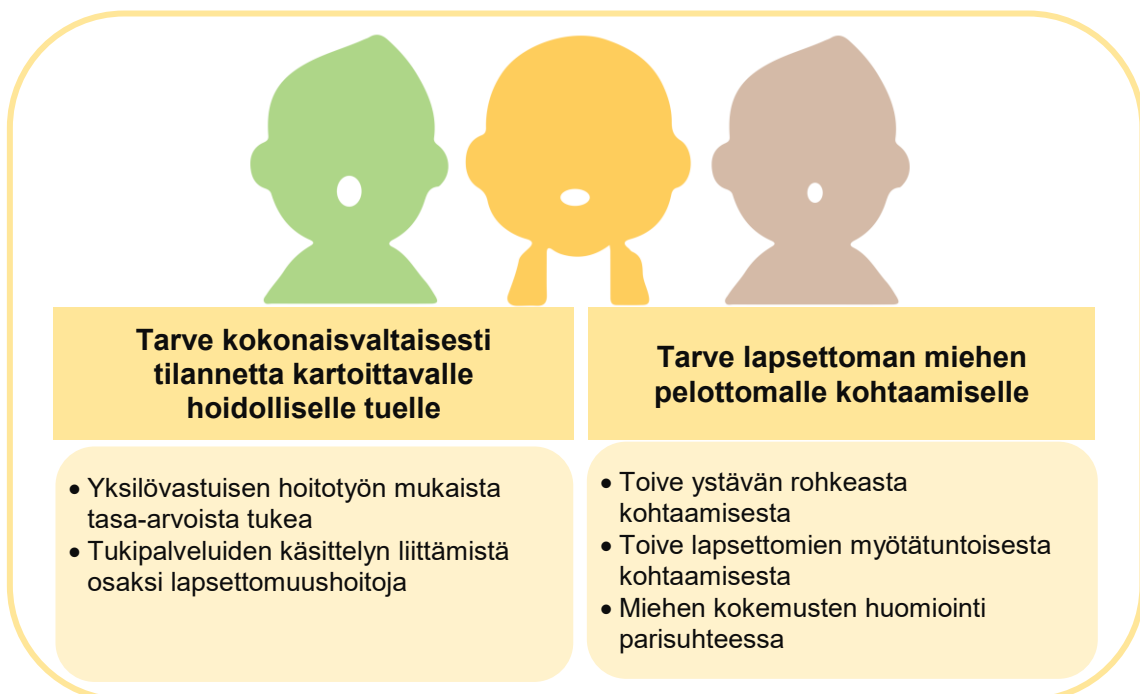 Tarve kokonaisvaltaisesti
tilannetta kartoittavalle
hoidolliselle tuelle
• Yksilövastuisen hoitotyön mukaista
tasa-arvoista tukea
• Tukipalveluiden käsittelyn liittämistä
osaksi lapsettomuushoitoja
Tarve lapsettoman miehen
pelottomalle kohtaamiselle
• Toive ystävän rohkeasta
kohtaamisesta
• Toive lapsettomien myötätuntoisesta
kohtaamisesta
• Miehen kokemusten huomiointi
parisuhteessa